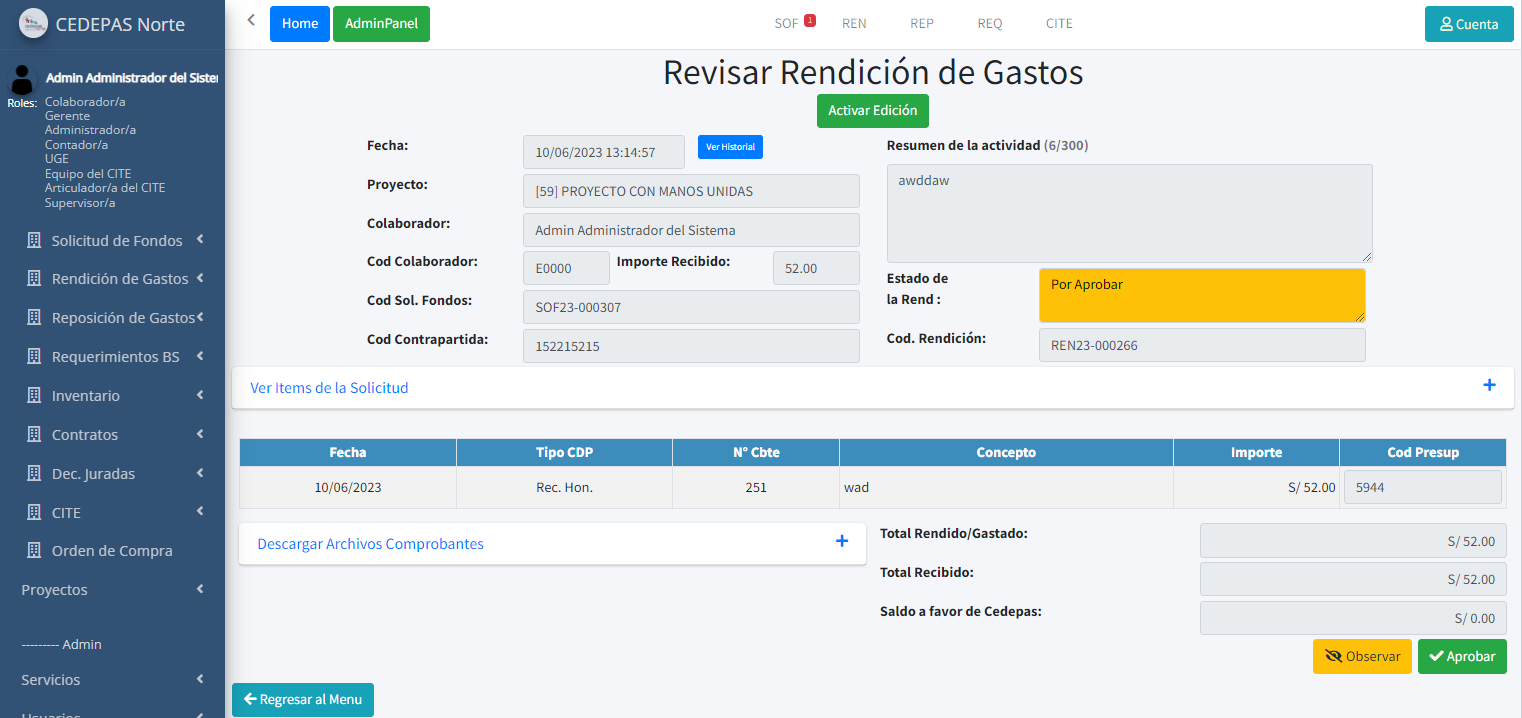 CEDEPAS Norte
Home
AdminPanel
SOF 1
REN
REP
REQ
CITE
Cuenta
Admin Administrador del Sister
Roles:
Colaborador/a
Gerente
Administrador/a
Contador/a
UGE
Equipo del CITE
Articulador/a del CITE
Supervisor/a
Solicitud de Fondos
Rendición de Gastos
Reposición de Gastos
Requerimientos BS
Inventario
Contratos
Dec. Juradas
CITE
Orden de Compra
Proyectos
--------- Admin
Servicios
Usuarios
Revisar Rendición de Gastos
Activar Edición
Fecha:
10/06/2023 13:14:57
Ver Historial
Proyecto:
[59] PROYECTO CON MANOS UNIDAS
Colaborador:
Admin Administrador del Sistema
Cod Colaborador:
E0000
Importe Recibido:
52.00
Cod Sol. Fondos:
SOF23-000307
Cod Contrapartida:
152215215
Resumen de la actividad (6/300)
awddaw
Estado de
la Rend :
Por Aprobar
Cod. Rendición:
REN23-000266
Ver Items de la Solicitud
+
Fecha Tipo CDP N° Cbte Concepto Importe Cod Presup
10/06/2023 Rec. Hon. 251 wad S/ 52.00 5944
Descargar Archivos Comprobantes
+
Total Rendido/Gastado:
S/ 52.00
Total Recibido:
S/ 52.00
Saldo a favor de Cedepas:
S/ 0.00
Observar
Aprobar
Regresar al Menu